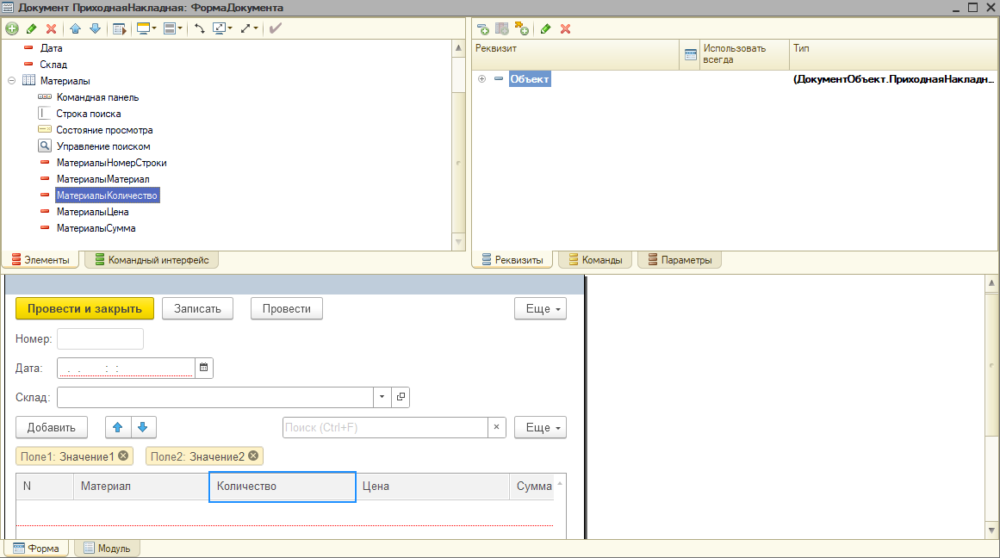 Документ ПриходнаяНакладная: ФормаДокумента
Дата
Склад
Материалы
Командная панель
Строка поиска
Состояние просмотра
Управление поиском
МатериалыНомерСтроки
МатериалыМатериал
МатериалыКоличество
МатериалыЦена
МатериалыСумма
Элементы Командный интерфейс
Реквизит Использовать всегда Тип
Объект (ДокументОбъект.ПриходнаяНакладн...
Реквизиты Команды Параметры
Провести и закрыть Записать Провести Еще
Номер:
Дата: . . : :
Склад:
Добавить Поиск (Ctrl+F) × Еще
Поле1: Значение1 Поле2: Значение2
N Материал Количество Цена Сумма
Форма Модуль